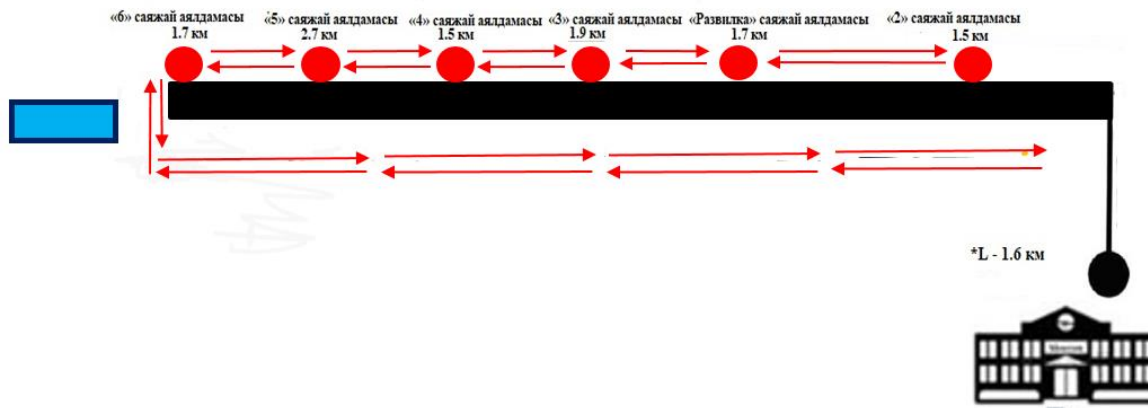 «6» саяжай аялдамасы
1.7 км
«5» саяжай аялдамасы
2.7 км
«4» саяжай аялдамасы
1.5 км
«3» саяжай аялдамасы
1.9 км
«Развилка» саяжай аялдамасы
1.7 км
«2» саяжай аялдамасы
1.5 км
*L - 1.6 км